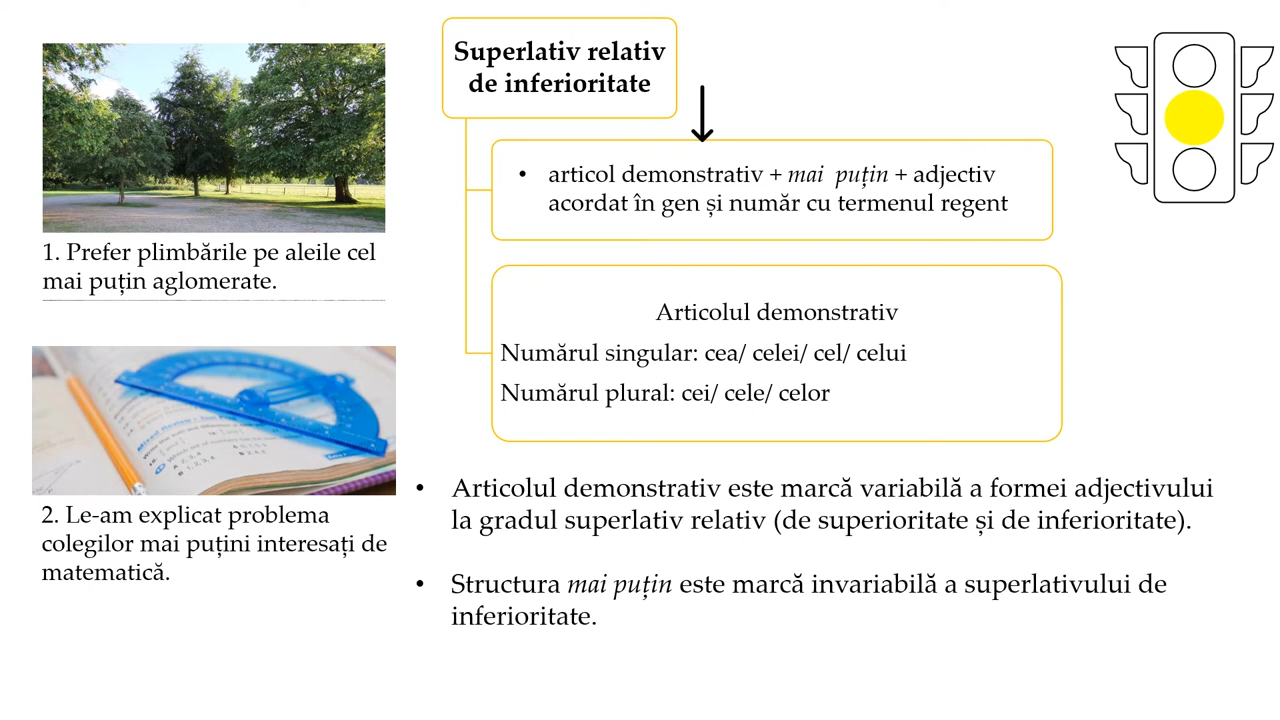 Superlativ relativ
de inferioritate
• articol demonstrativ + mai puțin + adjectiv
acordat în gen și număr cu termenul regent
1. Prefer plimbările pe aleile cel
mai puțin aglomerate.
Articolul demonstrativ
Numărul singular: cea/ celei/ cel/ celui
Numărul plural: cei/ cele/ celor
2. Le-am explicat problema
colegilor mai puțini interesați de
matematică.
• Articolul demonstrativ este marcă variabilă a formei adjectivului
la gradul superlativ relativ (de superioritate și de inferioritate).
• Structura mai puțin este marcă invariabilă a superlativului de
inferioritate.